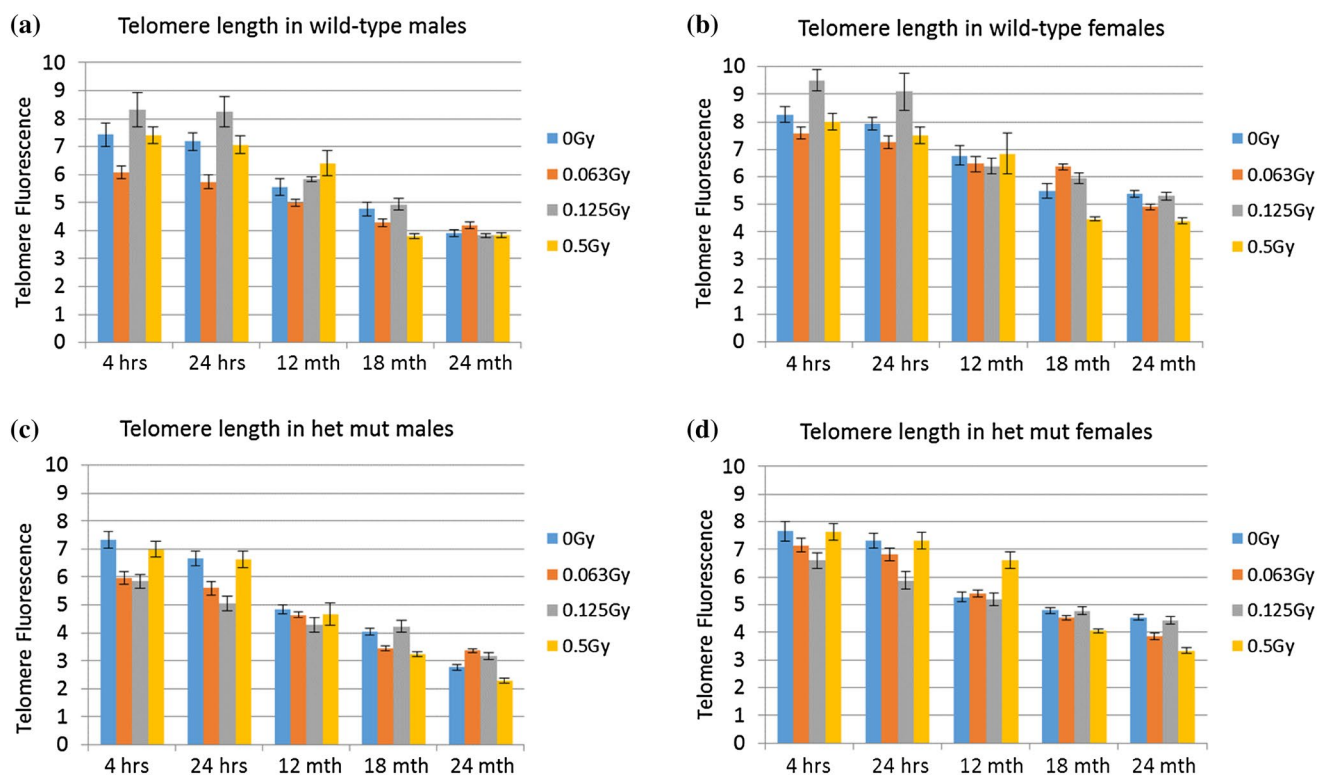 (a)
Telomere length in wild-type males
Telomere Fluorescence
10
9
8
7
6
5
4
3
2
1
0
4 hrs 24 hrs 12 mth 18 mth 24 mth
0Gy
0.063Gy
0.125Gy
0.5Gy
(b)
Telomere length in wild-type females
Telomere Fluorescence
10
9
8
7
6
5
4
3
2
1
0
4 hrs 24 hrs 12 mth 18 mth 24 mth
0Gy
0.063Gy
0.125Gy
0.5Gy
(c)
Telomere length in het mut males
Telomere Fluorescence
10
9
8
7
6
5
4
3
2
1
0
4 hrs 24 hrs 12 mth 18 mth 24 mth
0Gy
0.063Gy
0.125Gy
0.5Gy
(d)
Telomere length in het mut females
Telomere Fluorescence
10
9
8
7
6
5
4
3
2
1
0
4 hrs 24 hrs 12 mth 18 mth 24 mth
0Gy
0.063Gy
0.125Gy
0.5Gy